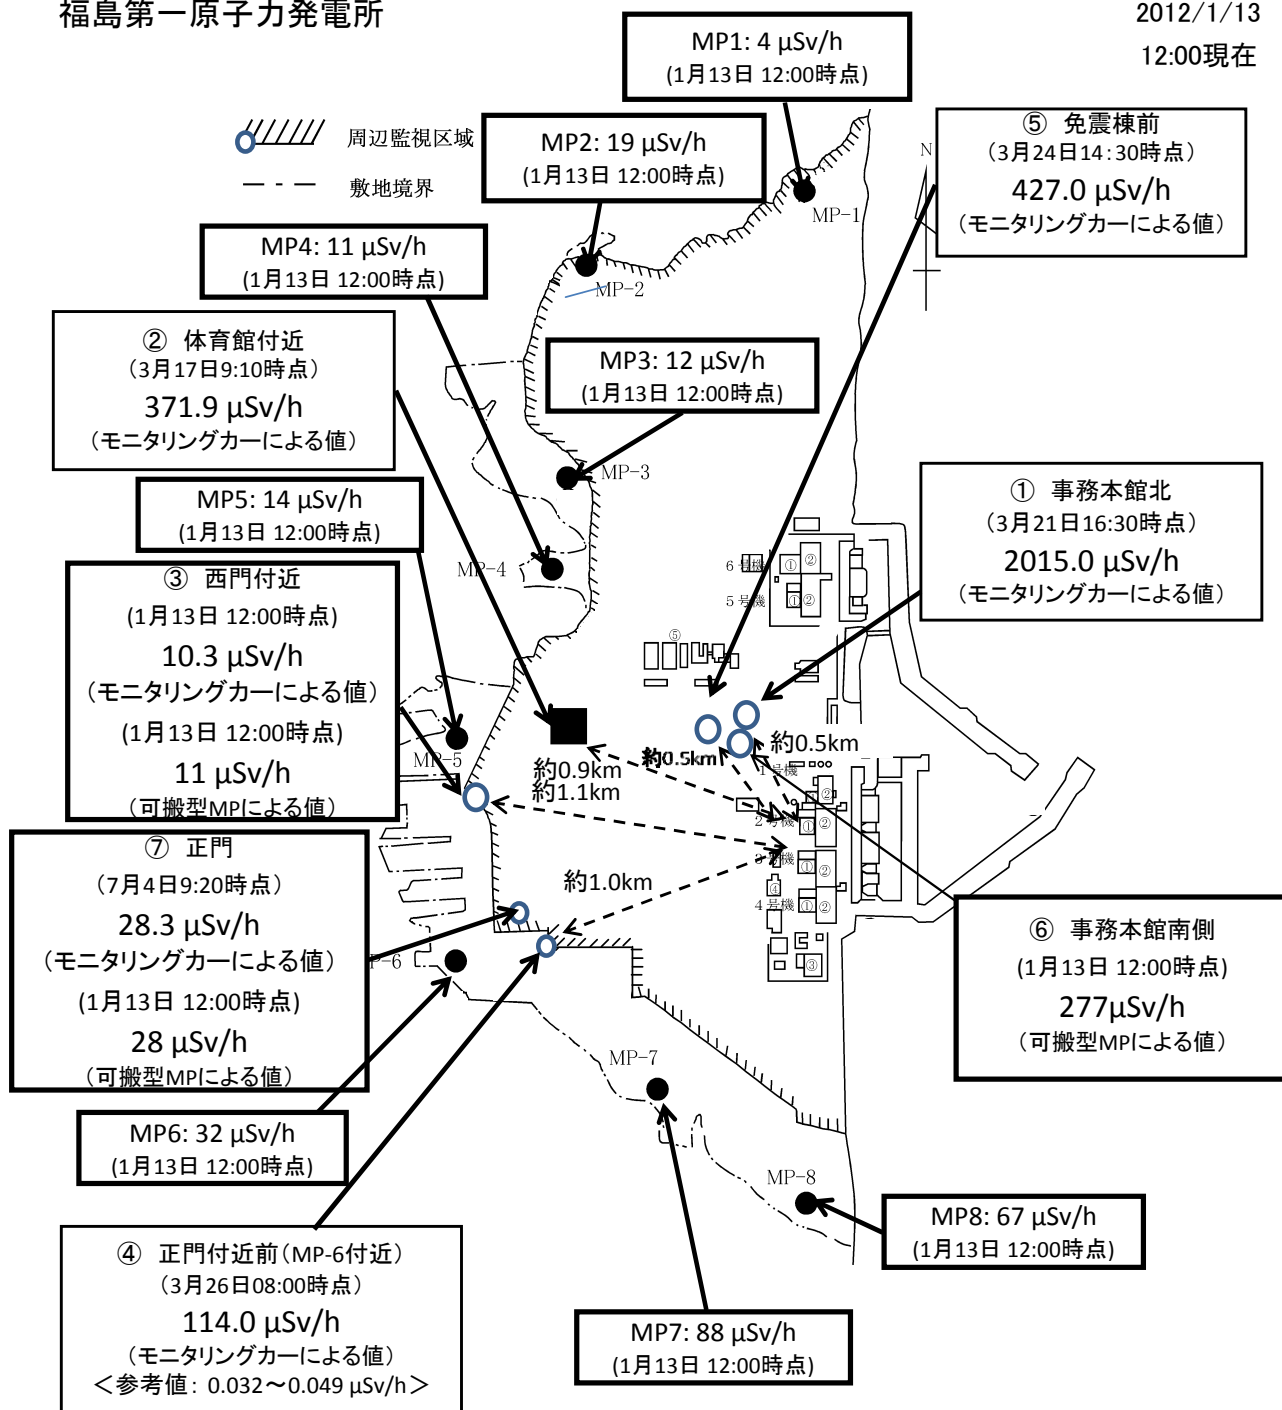 福島第一原子力発電所
2012/1/13
12:00現在
MP1: 4 μSv/h
(1月13日 12:00時点)
周辺監視区域
敷地境界
MP2: 19 μSv/h
(1月13日 12:00時点)
⑤ 免震棟前
(3月24日14:30時点)
427.0 μSv/h
(モニタリングカーによる値)
N
MP-1
MP4: 11 μSv/h
(1月13日 12:00時点)
MP-2
② 体育館付近
(3月17日9:10時点)
371.9 μSv/h
(モニタリングカーによる値)
MP3: 12 μSv/h
(1月13日 12:00時点)
MP-3
MP5: 14 μSv/h
(1月13日 12:00時点)
① 事務本館北
(3月21日16:30時点)
2015.0 μSv/h
(モニタリングカーによる値)
MP-4
6号機
① ②
5号機
① ②
⑤
③ 西門付近
(1月13日 12:00時点)
10.3 μSv/h
(モニタリングカーによる値)
(1月13日 12:00時点)
11 μSv/h
(可搬型MPによる値)
MP-5
約0.9km
約1.1km
約0.5km
約0.5km
1号機
②
2号機
① ②
3号機
① ②
④
4号機
① ②
③
約1.0km
⑦ 正門
(7月4日9:20時点)
28.3 μSv/h
(モニタリングカーによる値)
(1月13日 12:00時点)
28 μSv/h
(可搬型MPによる値)
P-6
⑥ 事務本館南側
(1月13日 12:00時点)
277μSv/h
(可搬型MPによる値)
MP-7
MP6: 32 μSv/h
(1月13日 12:00時点)
MP-8
MP8: 67 μSv/h
(1月13日 12:00時点)
④ 正門付近前(MP-6付近)
(3月26日08:00時点)
114.0 μSv/h
(モニタリングカーによる値)
<参考値: 0.032~0.049 μSv/h>
MP7: 88 μSv/h
(1月13日 12:00時点)